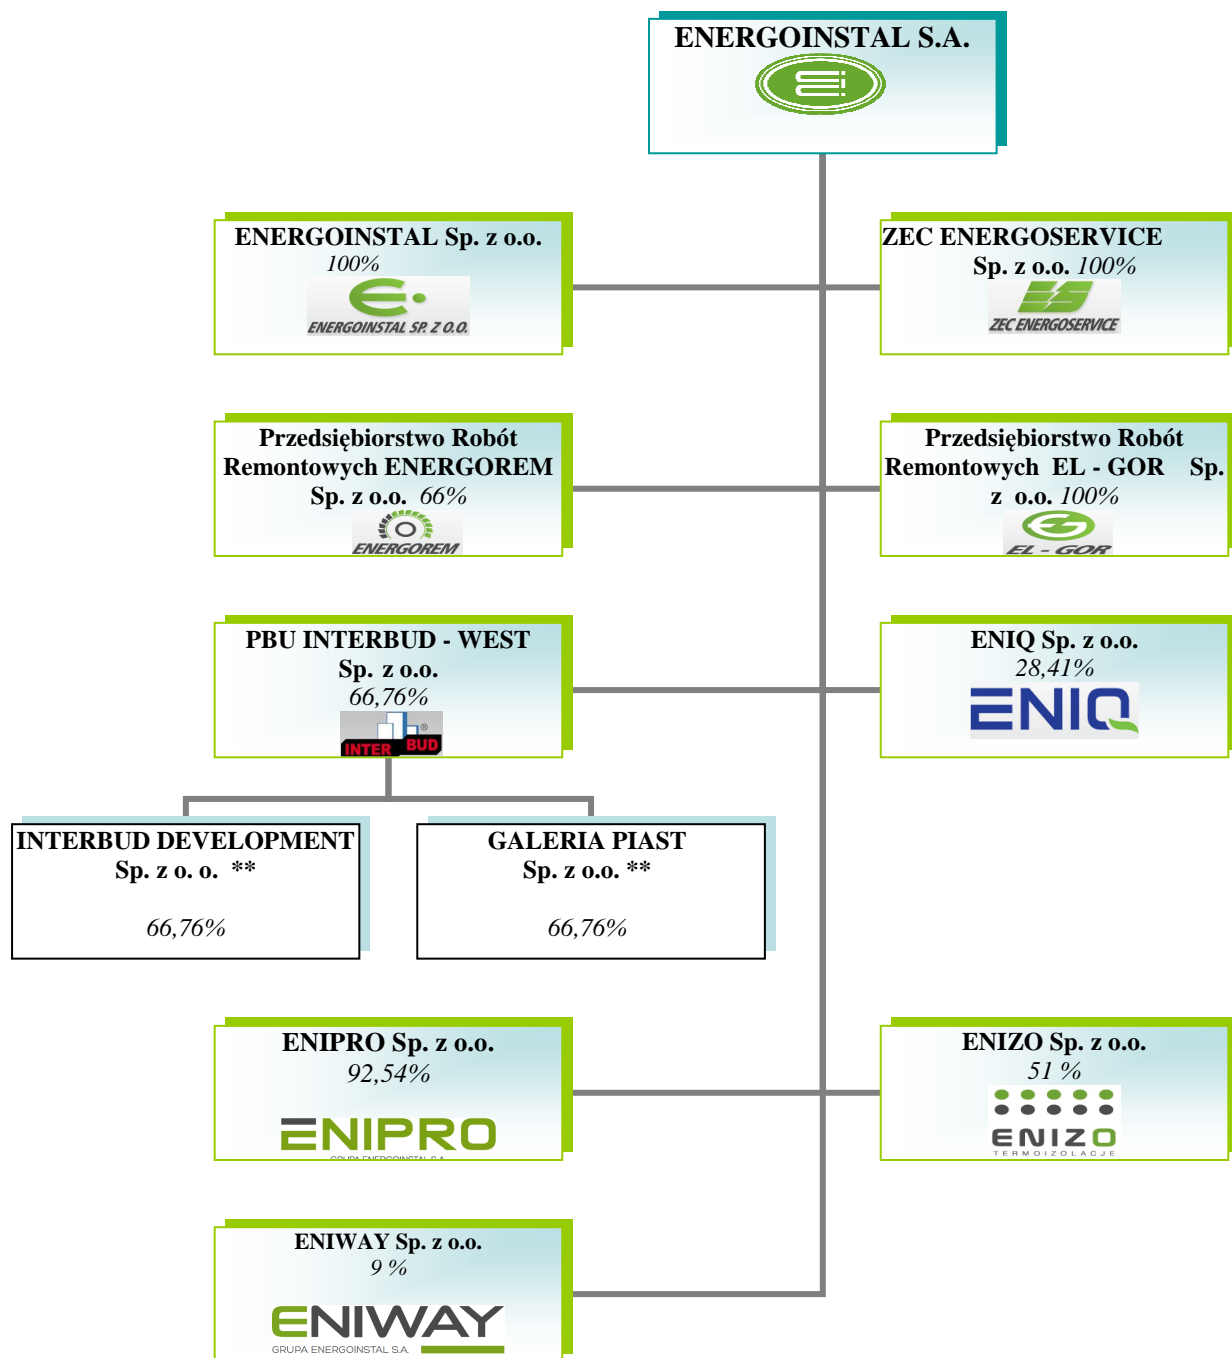 ENERGOINSTAL S.A.
ENERGOINSTAL Sp. z o.o.
100%
ENERGOINSTAL SP. Z O.O.
ZEC ENERGOSERVICE
Sp. z o.o. 100%
ZEC ENERGOSERVICE
Przedsiębiorstwo Robót
Remontowych ENERGOREM
Sp. z o.o. 66%
ENERGOREM
Przedsiębiorstwo Robót
Remontowych EL - GOR Sp.
z o.o. 100%
EL - GOR
PBU INTERBUD - WEST
Sp. z o.o.
66,76%
INTER BUD ®
ENIQ Sp. z o.o.
28,41%
ENIQ
INTERBUD DEVELOPMENT
Sp. z o. o. **
66,76%
GALERIA PIAST
Sp. z o.o. **
66,76%
ENIPRO Sp. z o.o.
92,54%
ENIPRO
GRUPA ENERGOINSTAL S.A.
ENIZO Sp. z o.o.
51 %
ENIZO
TERMOIZOLACJE
ENIWAY Sp. z o.o.
9 %
ENIWAY
GRUPA ENERGOINSTAL S.A.